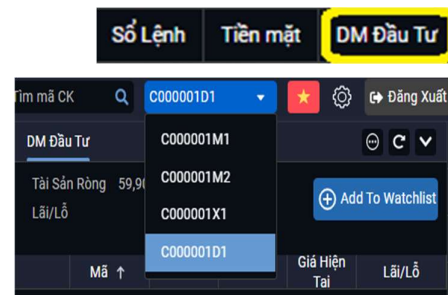 Sổ Lệnh Tiền mặt DM Đầu Tư
Tìm mã CK C000001D1 Đăng Xuất
DM Đầu Tư C000001M1
Tài Sản Ròng 59,90 C000001M2 Add To Watchlist
Lãi/Lỗ
C000001X1
C000001D1
Mã ↑ Giá Hiện Tại Lãi/Lỗ